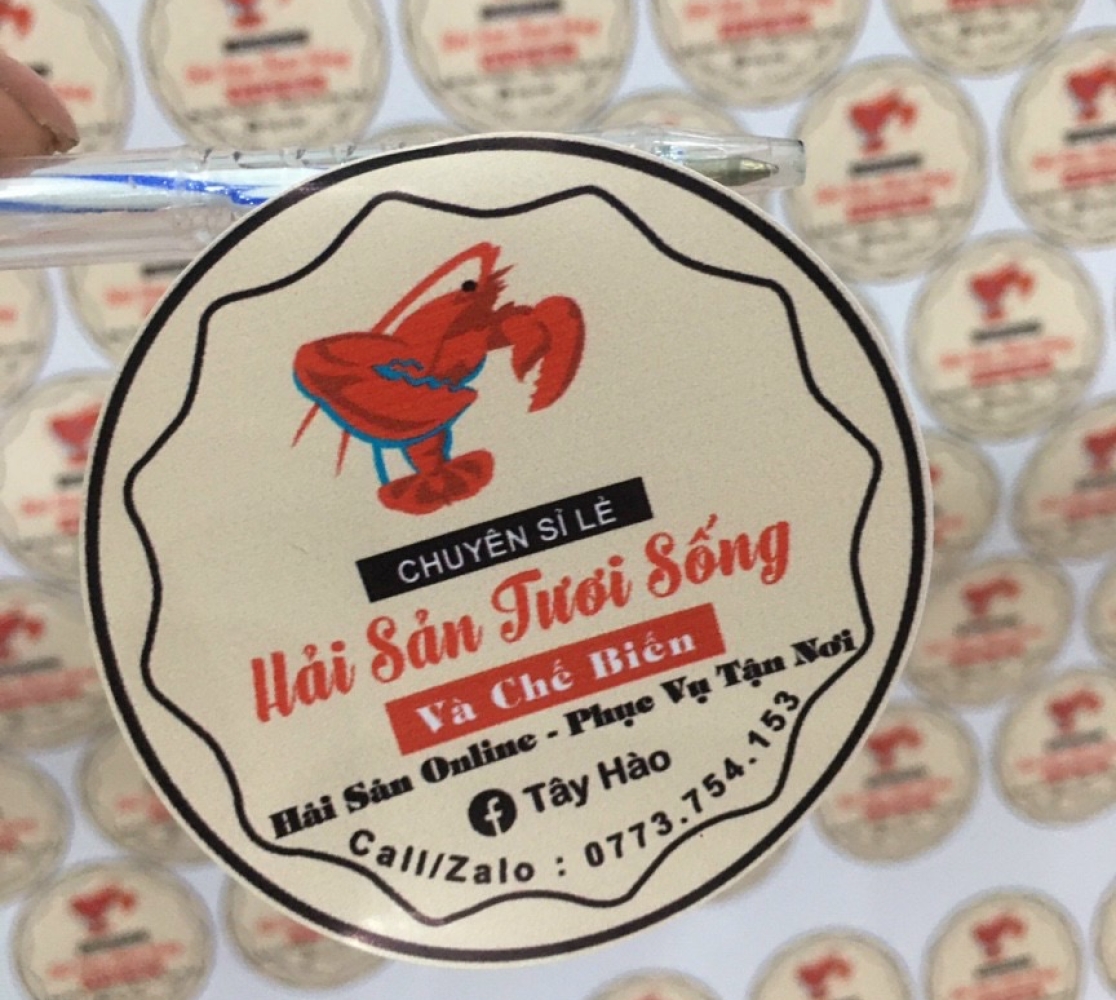 CHUYÊN SỈ LẺ
Hải Sản Tươi Sống
Và Chế Biến
Hải Sản Online - Phục Vụ Tận Nơi
Tây Hào
Call/Zalo : 0773.754.153